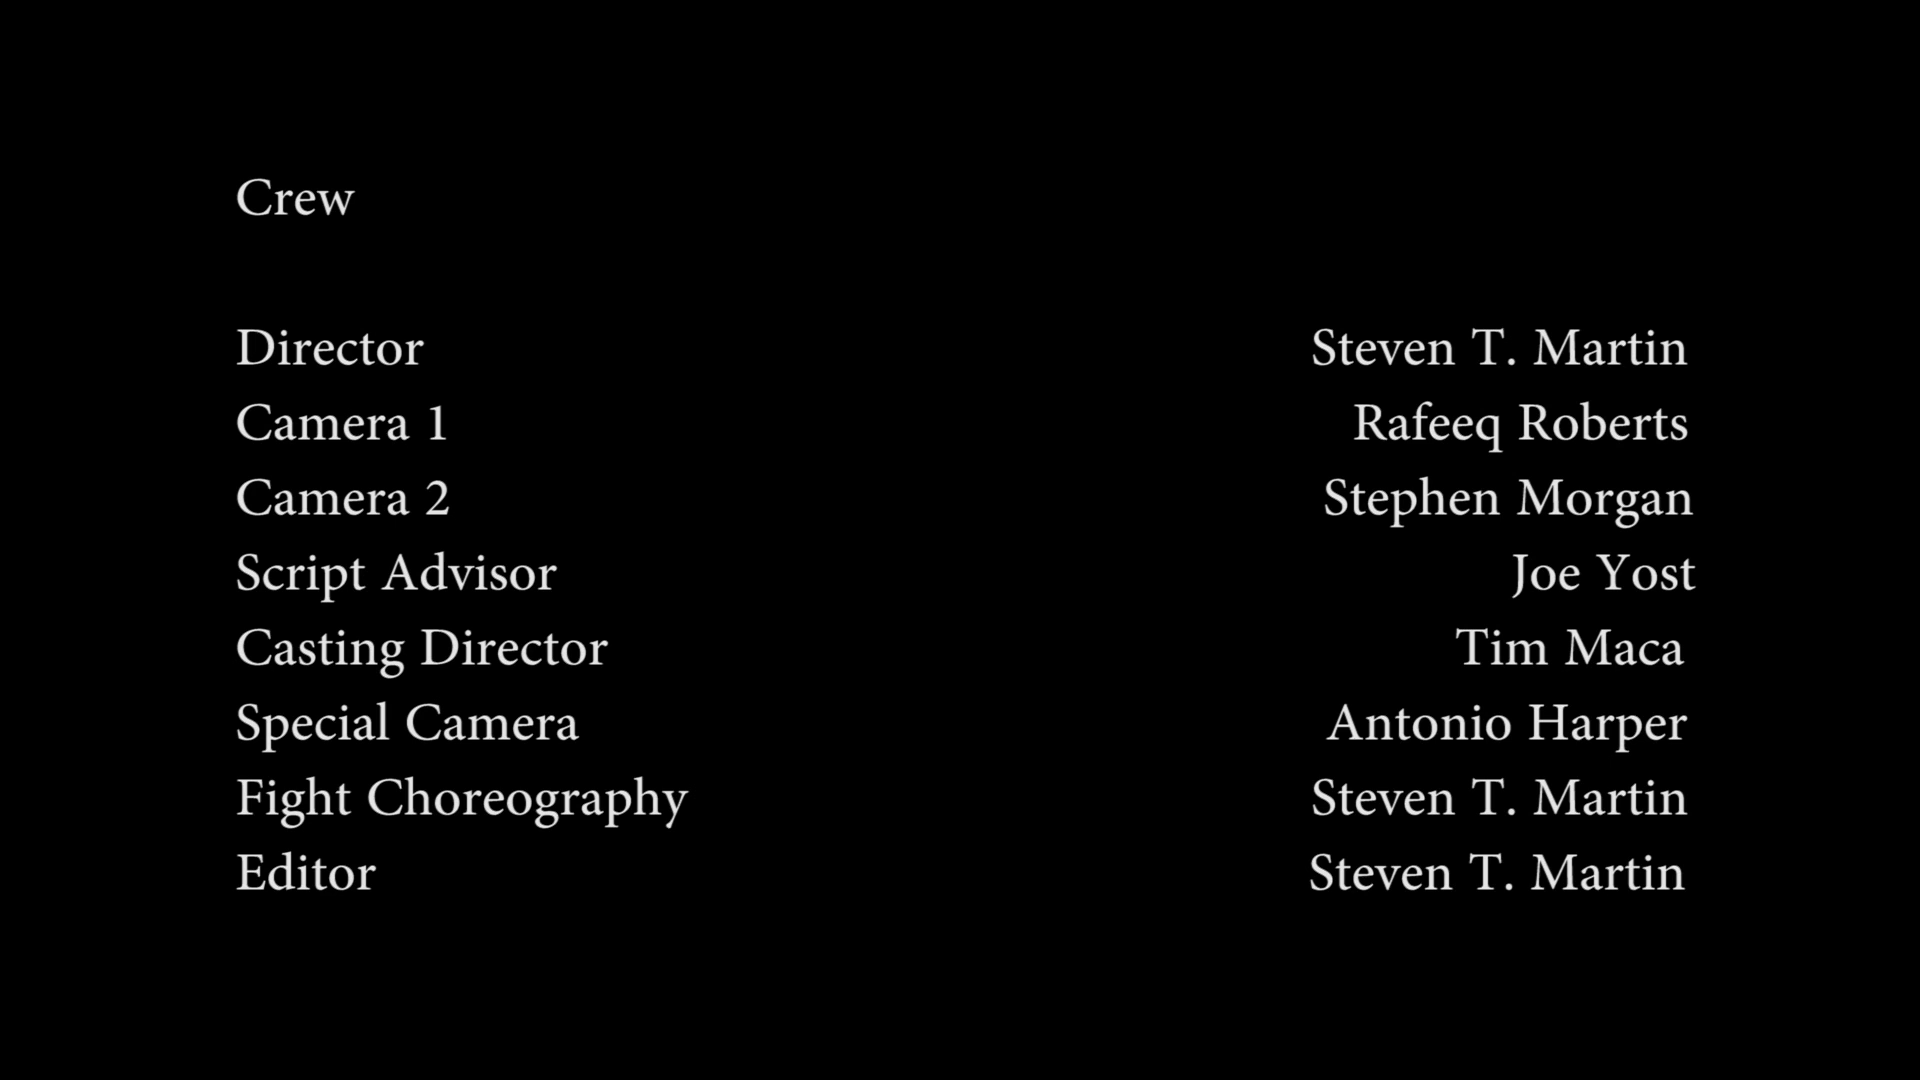 Crew
Director Steven T. Martin
Camera 1 Rafeeq Roberts
Camera 2 Stephen Morgan
Script Advisor Joe Yost
Casting Director Tim Maca
Special Camera Antonio Harper
Fight Choreography Steven T. Martin
Editor Steven T. Martin